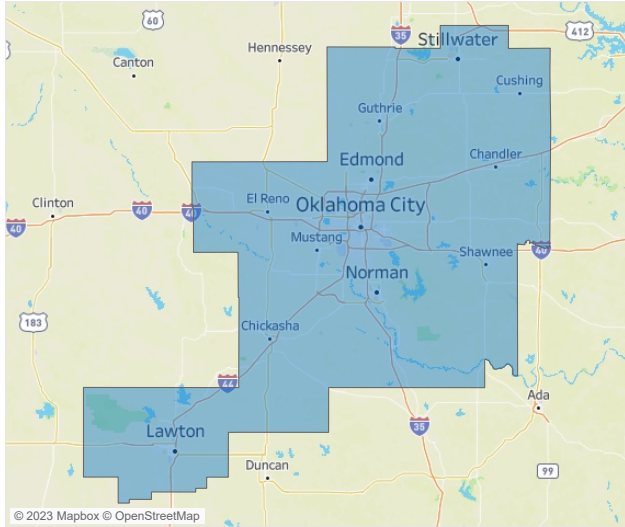 60
35
412
Stillwater
Hennessey
Canton
Cushing
Guthrie
Edmond
Chandler
Clinton
40
40
40
El Reno
Oklahoma City
Mustang
Shawnee
40
Norman
183
Chickasha
44
Ada
Lawton
35
Duncan
99
© 2023 Mapbox © OpenStreetMap